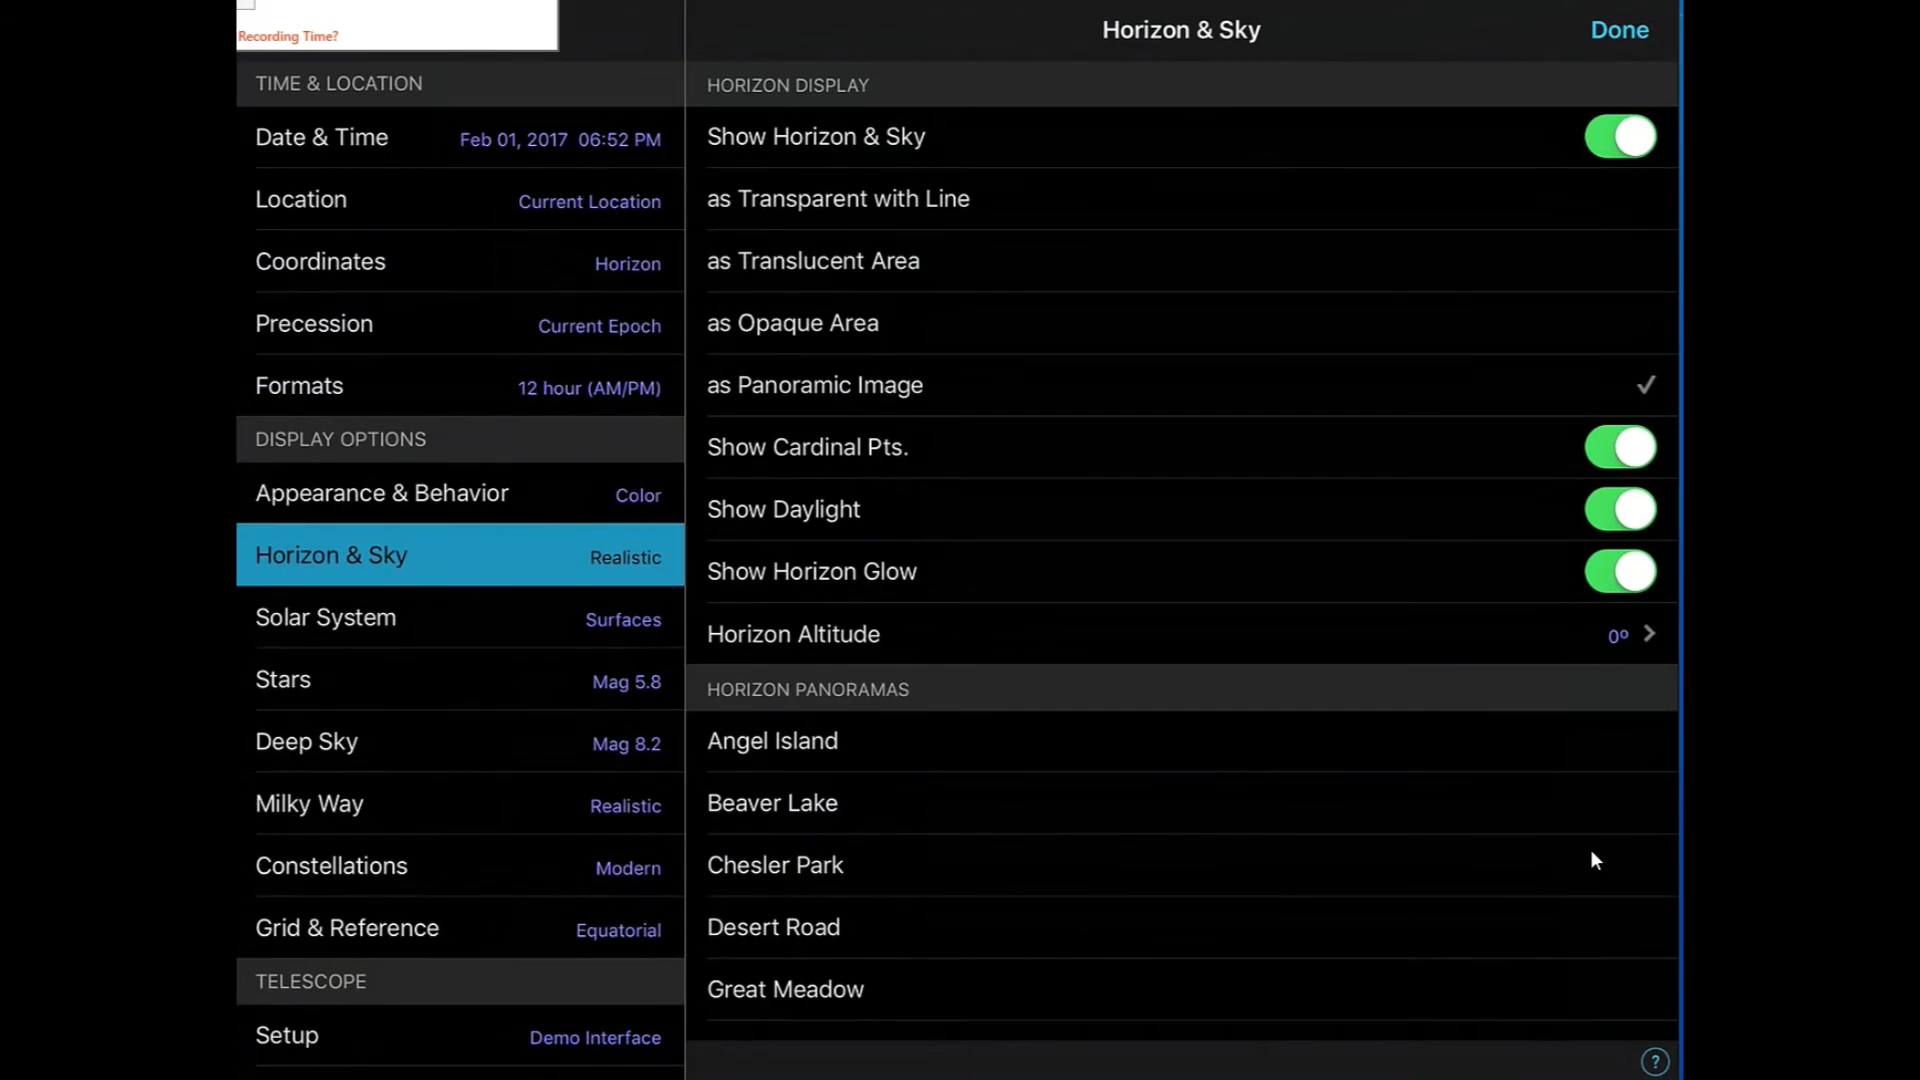 Recording Time?
TIME & LOCATION
Date & Time Feb 01, 2017 06:52 PM
Location Current Location
Coordinates Horizon
Precession Current Epoch
Formats 12 hour (AM/PM)
DISPLAY OPTIONS
Appearance & Behavior Color
Horizon & Sky Realistic
Solar System Surfaces
Stars Mag 5.8
Deep Sky Mag 8.2
Milky Way Realistic
Constellations Modern
Grid & Reference Equatorial
TELESCOPE
Setup Demo Interface
Horizon & Sky Done
HORIZON DISPLAY
Show Horizon & Sky
as Transparent with Line
as Translucent Area
as Opaque Area
as Panoramic Image
Show Cardinal Pts.
Show Daylight
Show Horizon Glow
Horizon Altitude 0º
HORIZON PANORAMAS
Angel Island
Beaver Lake
Chesler Park
Desert Road
Great Meadow
?